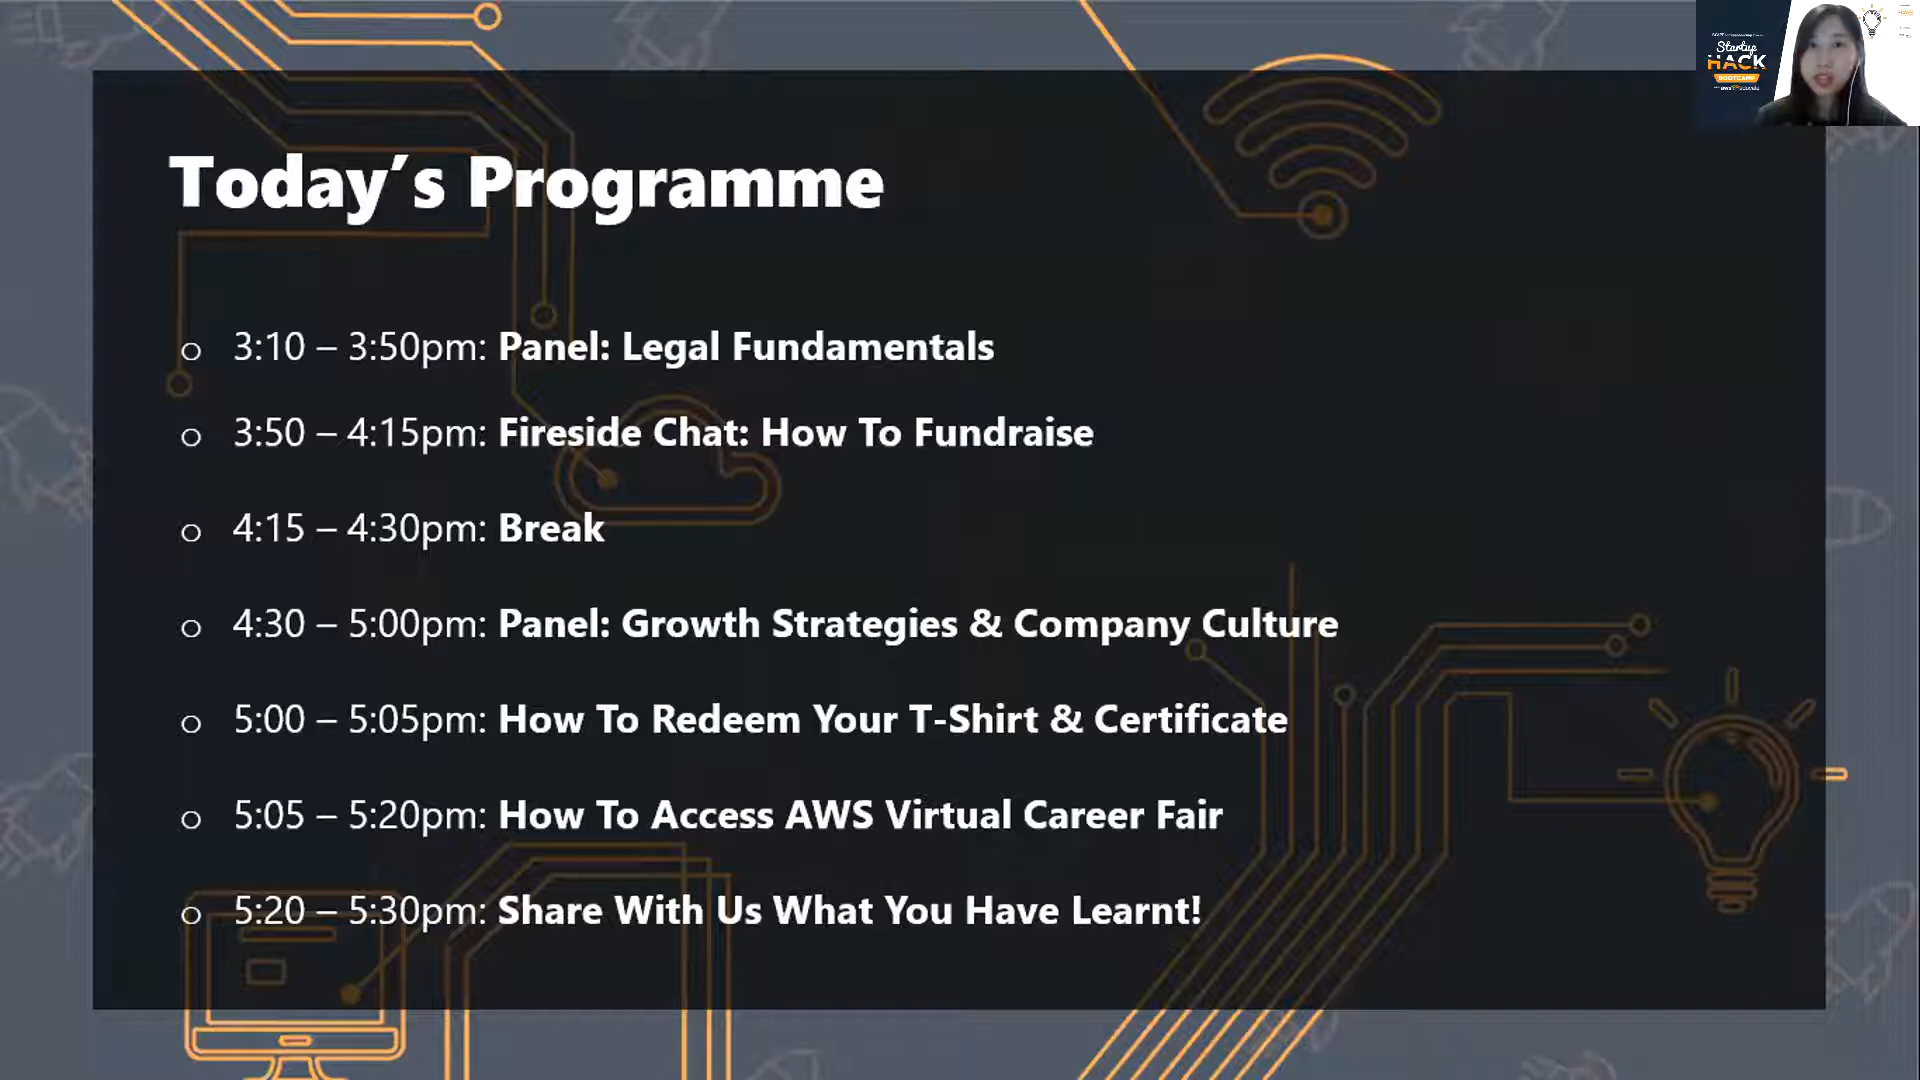 Today's Programme
o 3:10 – 3:50pm: Panel: Legal Fundamentals
o 3:50 – 4:15pm: Fireside Chat: How To Fundraise
o 4:15 – 4:30pm: Break
o 4:30 – 5:00pm: Panel: Growth Strategies & Company Culture
o 5:00 – 5:05pm: How To Redeem Your T-Shirt & Certificate
o 5:05 – 5:20pm: How To Access AWS Virtual Career Fair
o 5:20 – 5:30pm: Share With Us What You Have Learnt!
Startup
HACK
BOOTCAMP